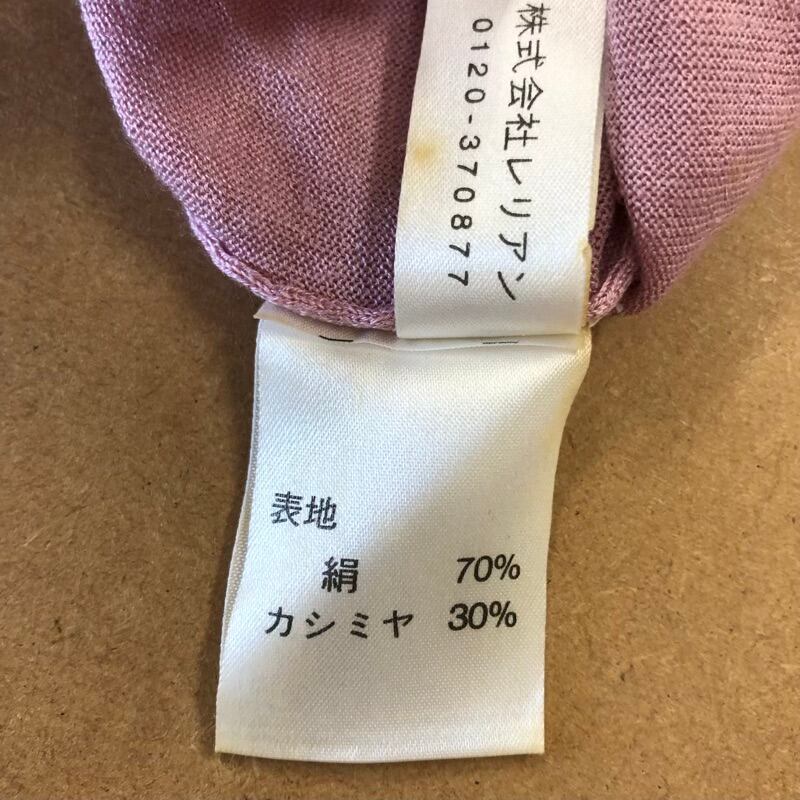 株式会社レリアン
0120-370877
表地
絹 70%
カシミヤ 30%